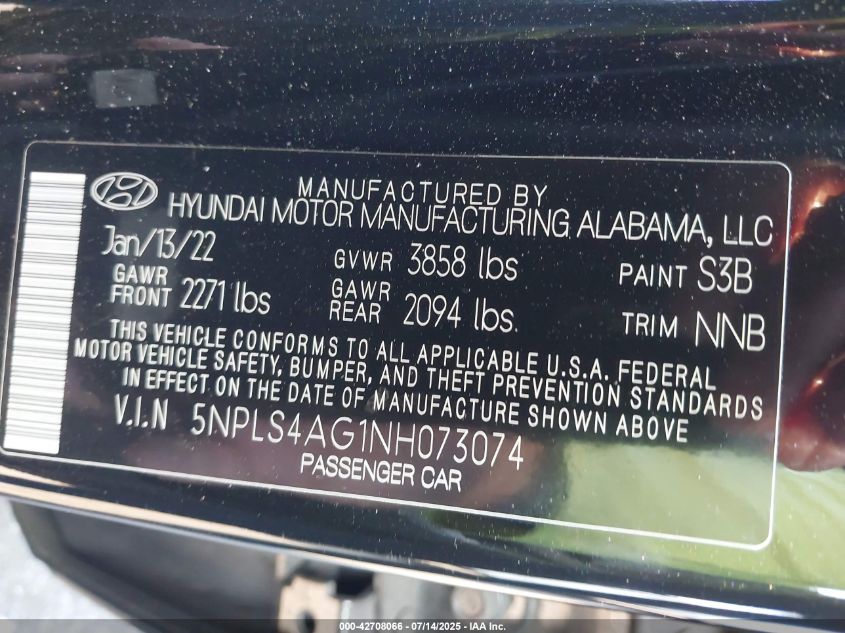 MANUFACTURED BY
HYUNDAI MOTOR MANUFACTURING ALABAMA, LLC
Jan/13/22 GVWR 3858 lbs PAINT S3B
GAWR FRONT 2271 lbs GAWR REAR 2094 lbs. TRIM NNB
THIS VEHICLE CONFORMS TO ALL APPLICABLE U.S.A. FEDERAL
MOTOR VEHICLE SAFETY, BUMPER, AND THEFT PREVENTION STANDARDS
IN EFFECT ON THE DATE OF MANUFACTURE SHOWN ABOVE
V.I.N 5NPLS4AG1NH073074
PASSENGER CAR
000-42708066 - 07/14/2025 - IAA, Inc.